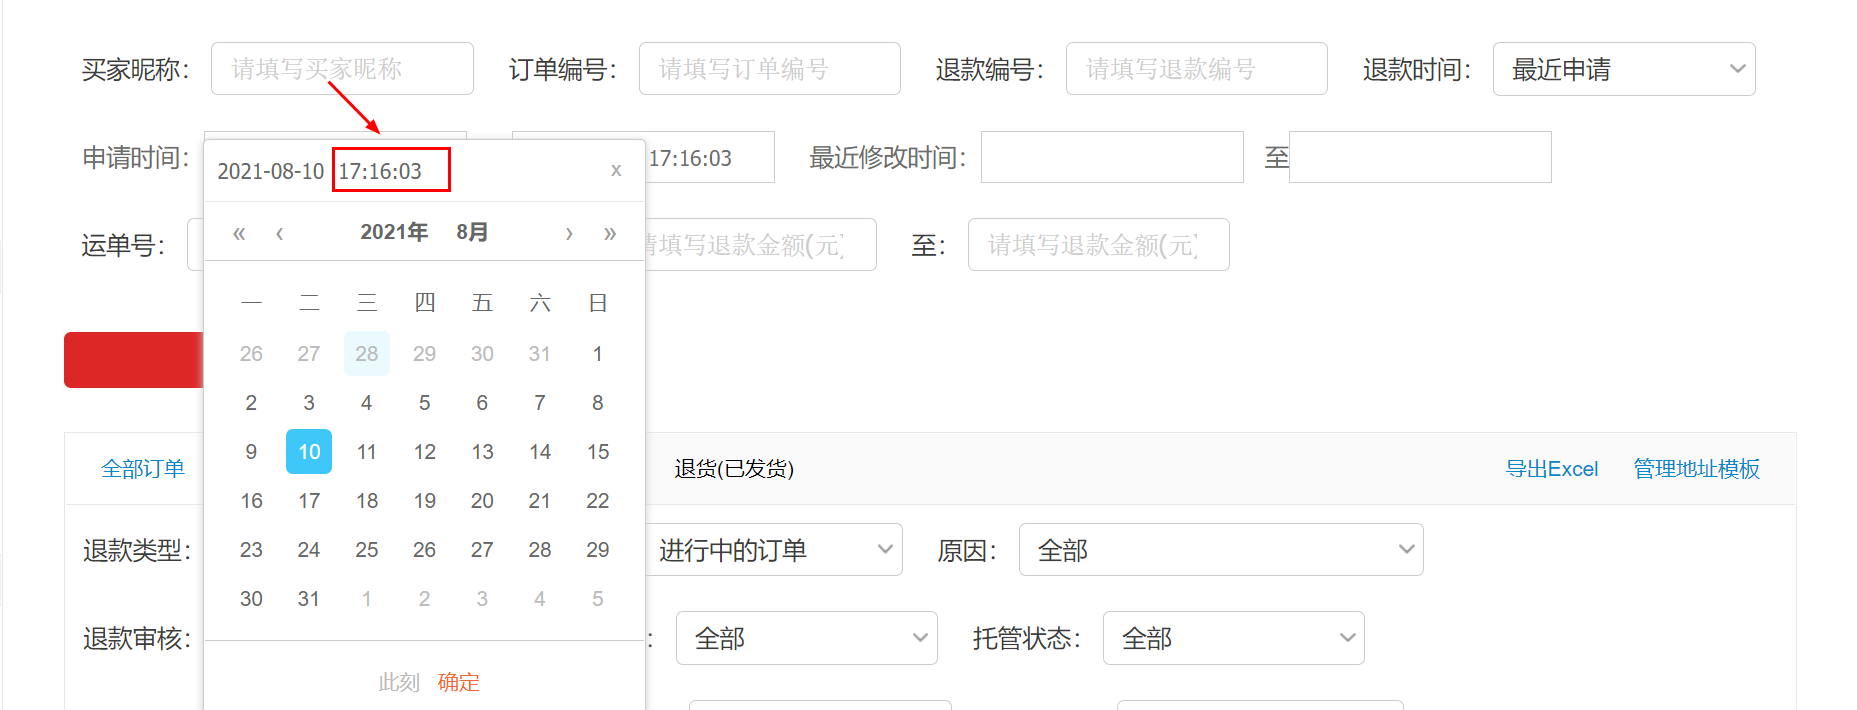 买家昵称： 请填写买家昵称 订单编号： 请填写订单编号 退款编号： 请填写退款编号 退款时间： 最近申请
申请时间： 17:16:03 最近修改时间： 至
2021-08-10 17:16:03 x
运单号： 请填写退款金额(元) 至： 请填写退款金额(元)
« ‹ 2021年 8月 › »
一 二 三 四 五 六 日
26 27 28 29 30 31 1
2 3 4 5 6 7 8
9 10 11 12 13 14 15
16 17 18 19 20 21 22
23 24 25 26 27 28 29
30 31 1 2 3 4 5
此刻 确定
全部订单 退货(已发货) 导出Excel 管理地址模板
退款类型： 进行中的订单 原因： 全部
退款审核： ： 全部 托管状态： 全部